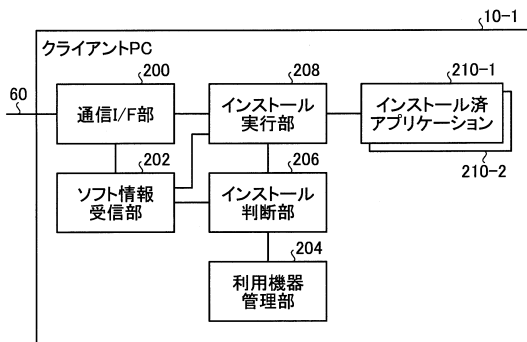 10-1
クライアントPC
60
200
通信I/F部
208
インストール
実行部
210-1
インストール済
アプリケーション
210-2
202
ソフト情報
受信部
206
インストール
判断部
204
利用機器
管理部